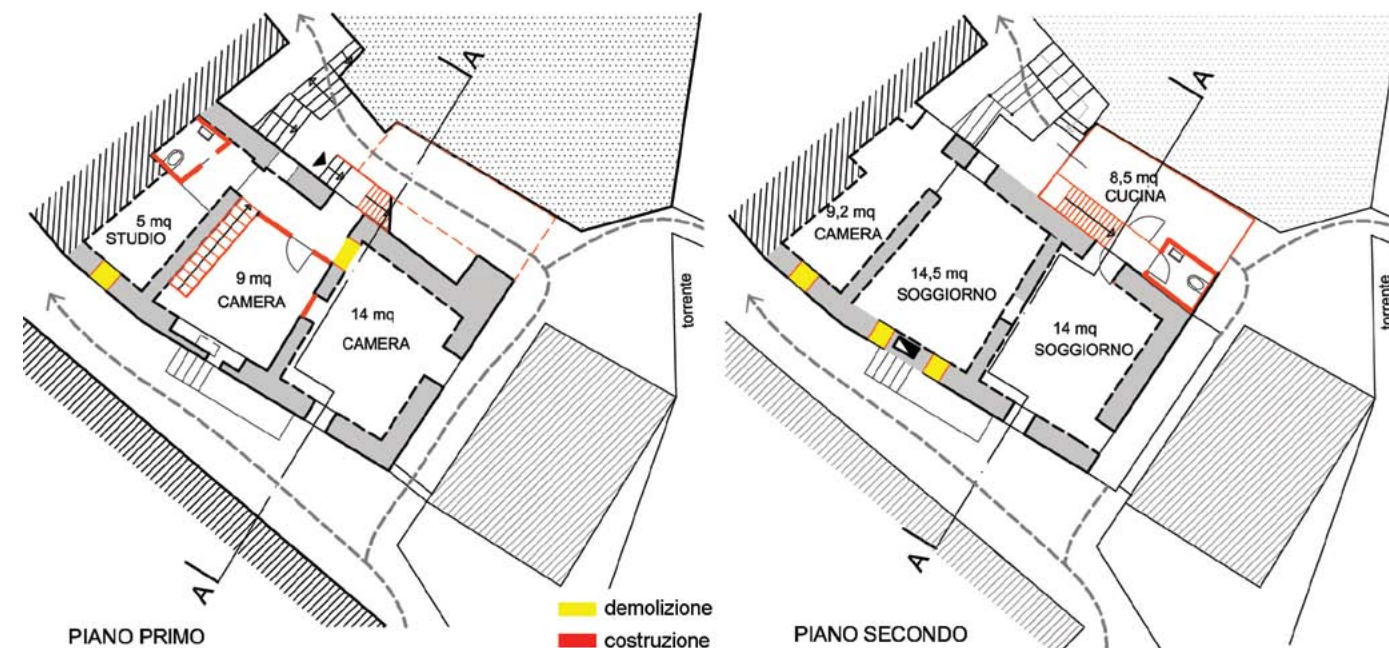 A
5 mq
STUDIO
9 mq
CAMERA
14 mq
CAMERA
torrente
A
PIANO PRIMO
demolizione
costruzione
A
8,5 mq
CUCINA
9,2 mq
CAMERA
14,5 mq
SOGGIORNO
14 mq
SOGGIORNO
torrente
A
PIANO SECONDO